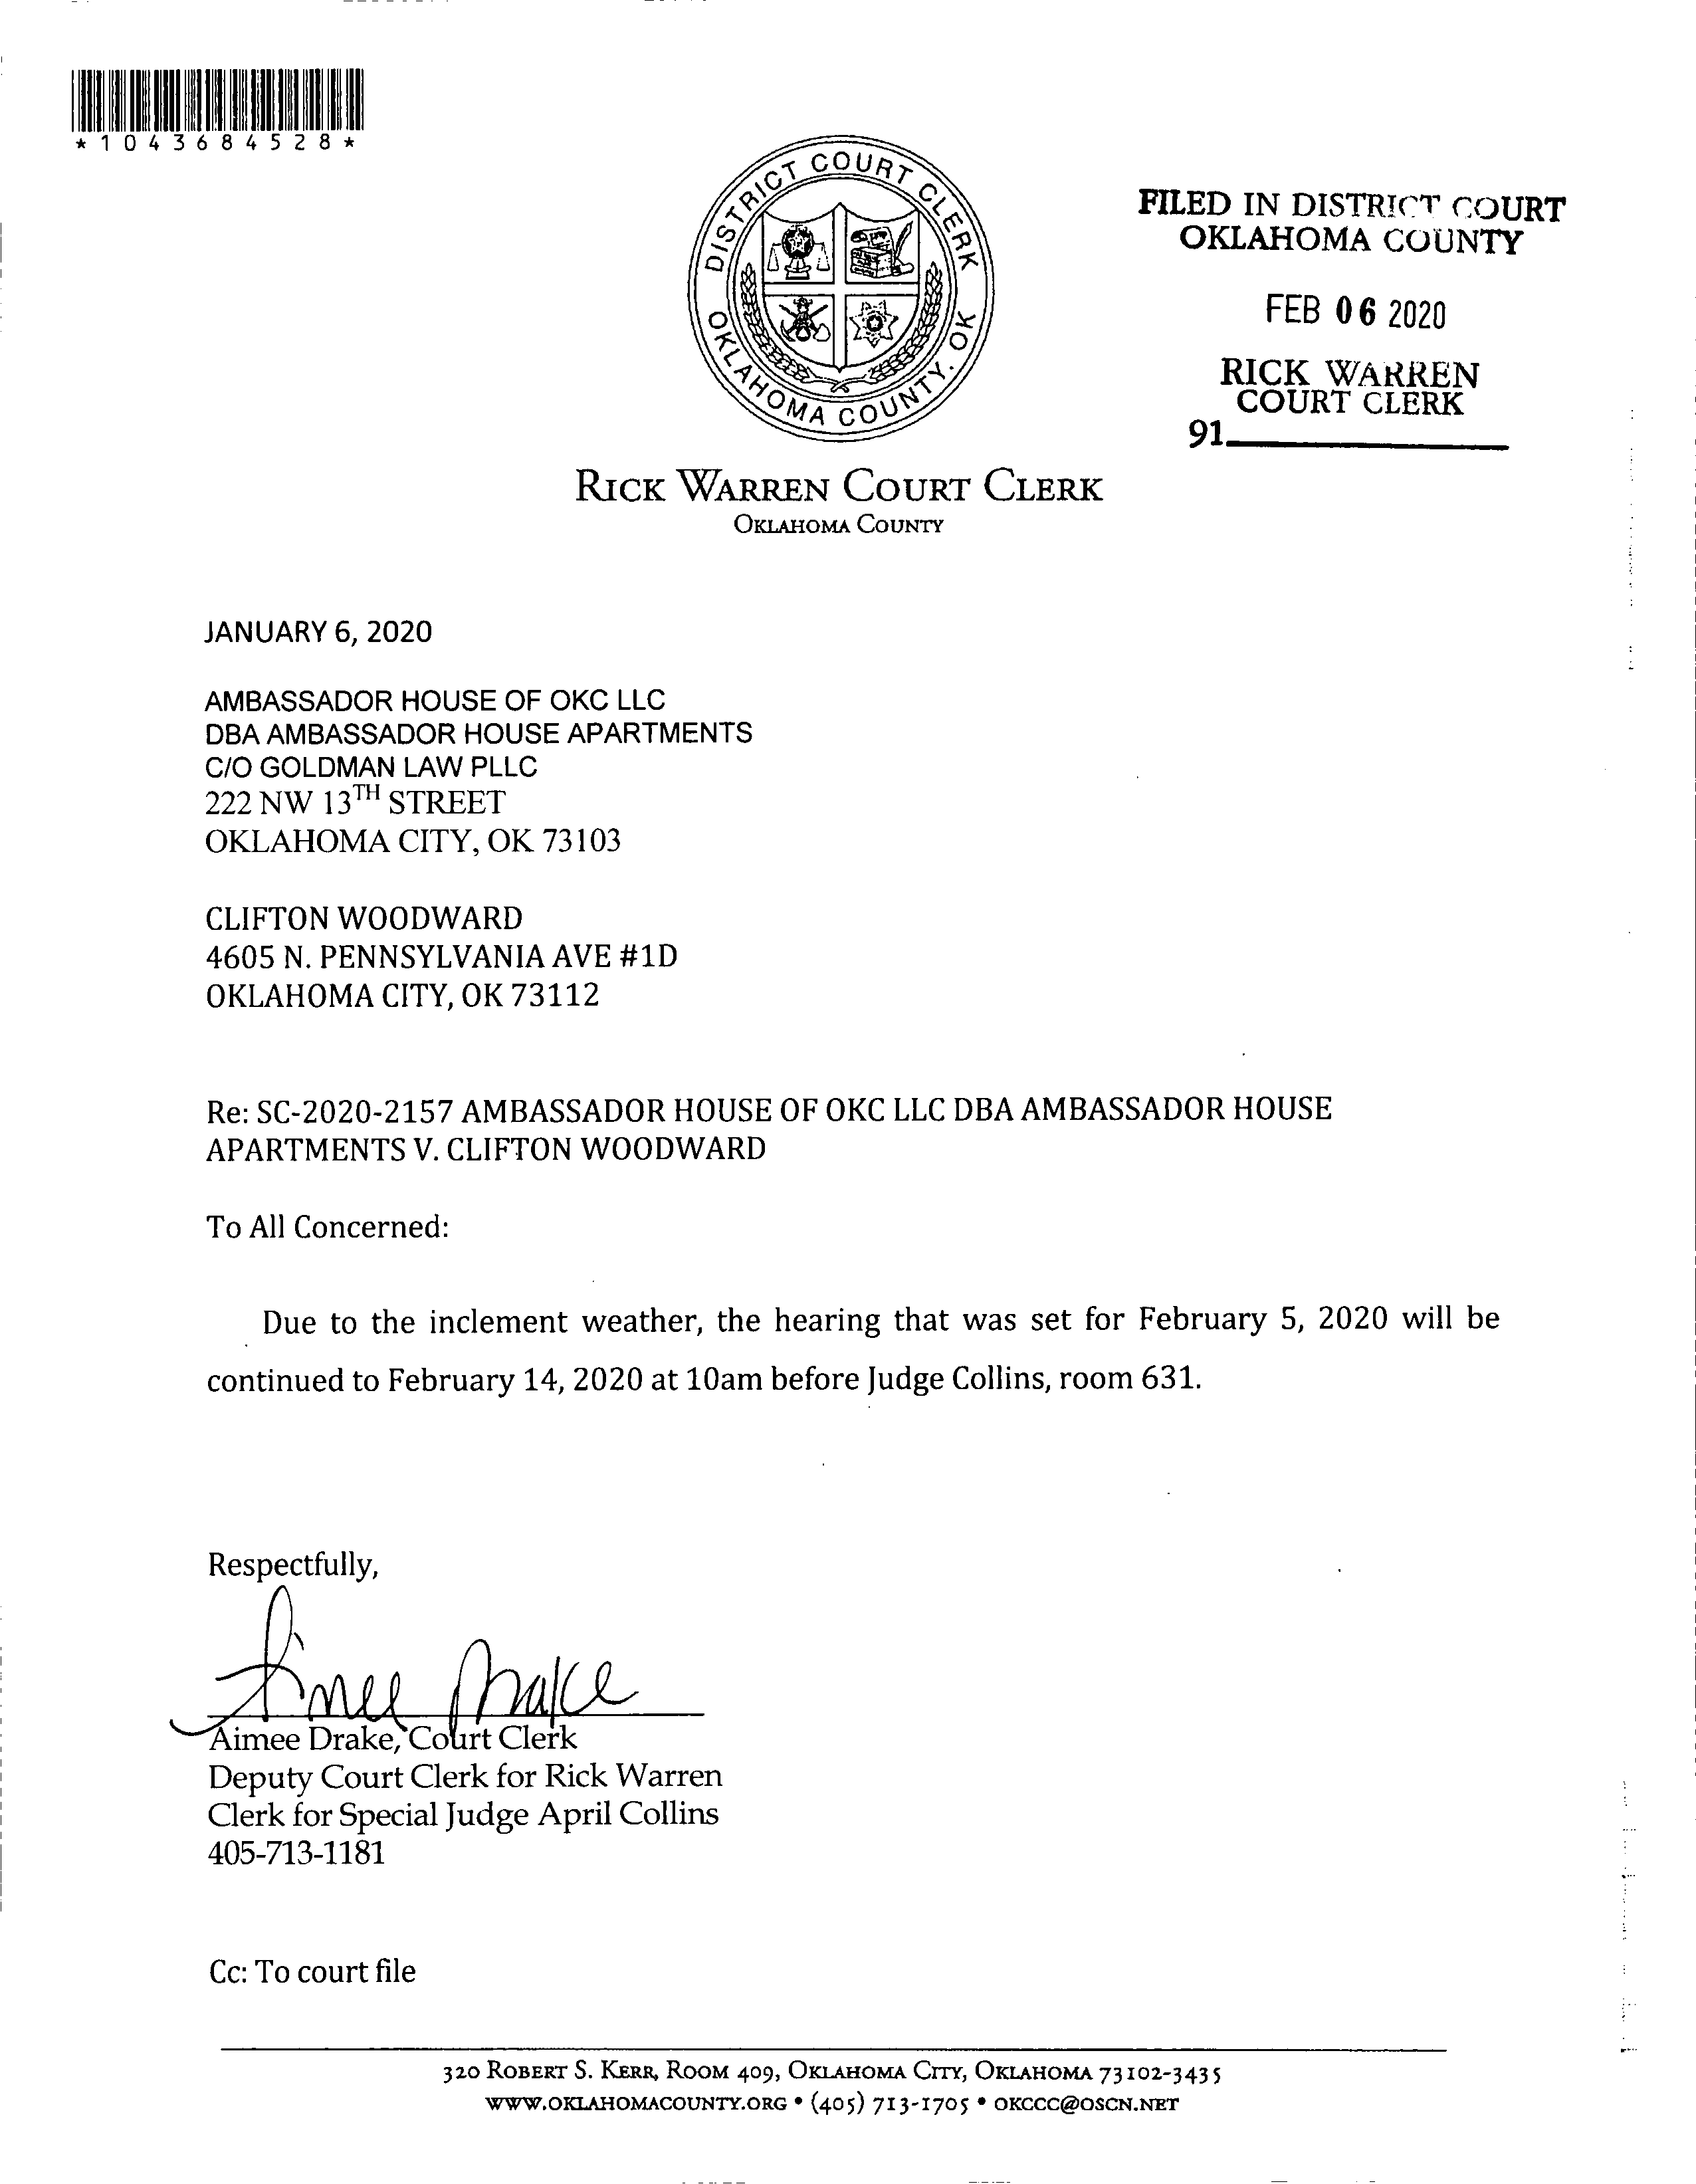 *1043684528*
DISTRICT COURT CLERK
OKLAHOMA COUNTY, OK
FILED IN DISTRICT COURT
OKLAHOMA COUNTY
FEB 06 2020
RICK WARREN
COURT CLERK
91
RICK WARREN COURT CLERK
OKLAHOMA COUNTY
JANUARY 6, 2020
AMBASSADOR HOUSE OF OKC LLC
DBA AMBASSADOR HOUSE APARTMENTS
C/O GOLDMAN LAW PLLC
222 NW 13TH STREET
OKLAHOMA CITY, OK 73103
CLIFTON WOODWARD
4605 N. PENNSYLVANIA AVE #1D
OKLAHOMA CITY, OK 73112
Re: SC-2020-2157 AMBASSADOR HOUSE OF OKC LLC DBA AMBASSADOR HOUSE
APARTMENTS V. CLIFTON WOODWARD
To All Concerned:
Due to the inclement weather, the hearing that was set for February 5, 2020 will be
continued to February 14, 2020 at 10am before Judge Collins, room 631.
Respectfully,
Aimee Drake
Aimee Drake, Court Clerk
Deputy Court Clerk for Rick Warren
Clerk for Special Judge April Collins
405-713-1181
Cc: To court file
320 ROBERT S. KERR, ROOM 409, OKLAHOMA CITY, OKLAHOMA 73102-3435
WWW.OKLAHOMACOUNTY.ORG • (405) 713-1705 • OKCCC@OSCN.NET